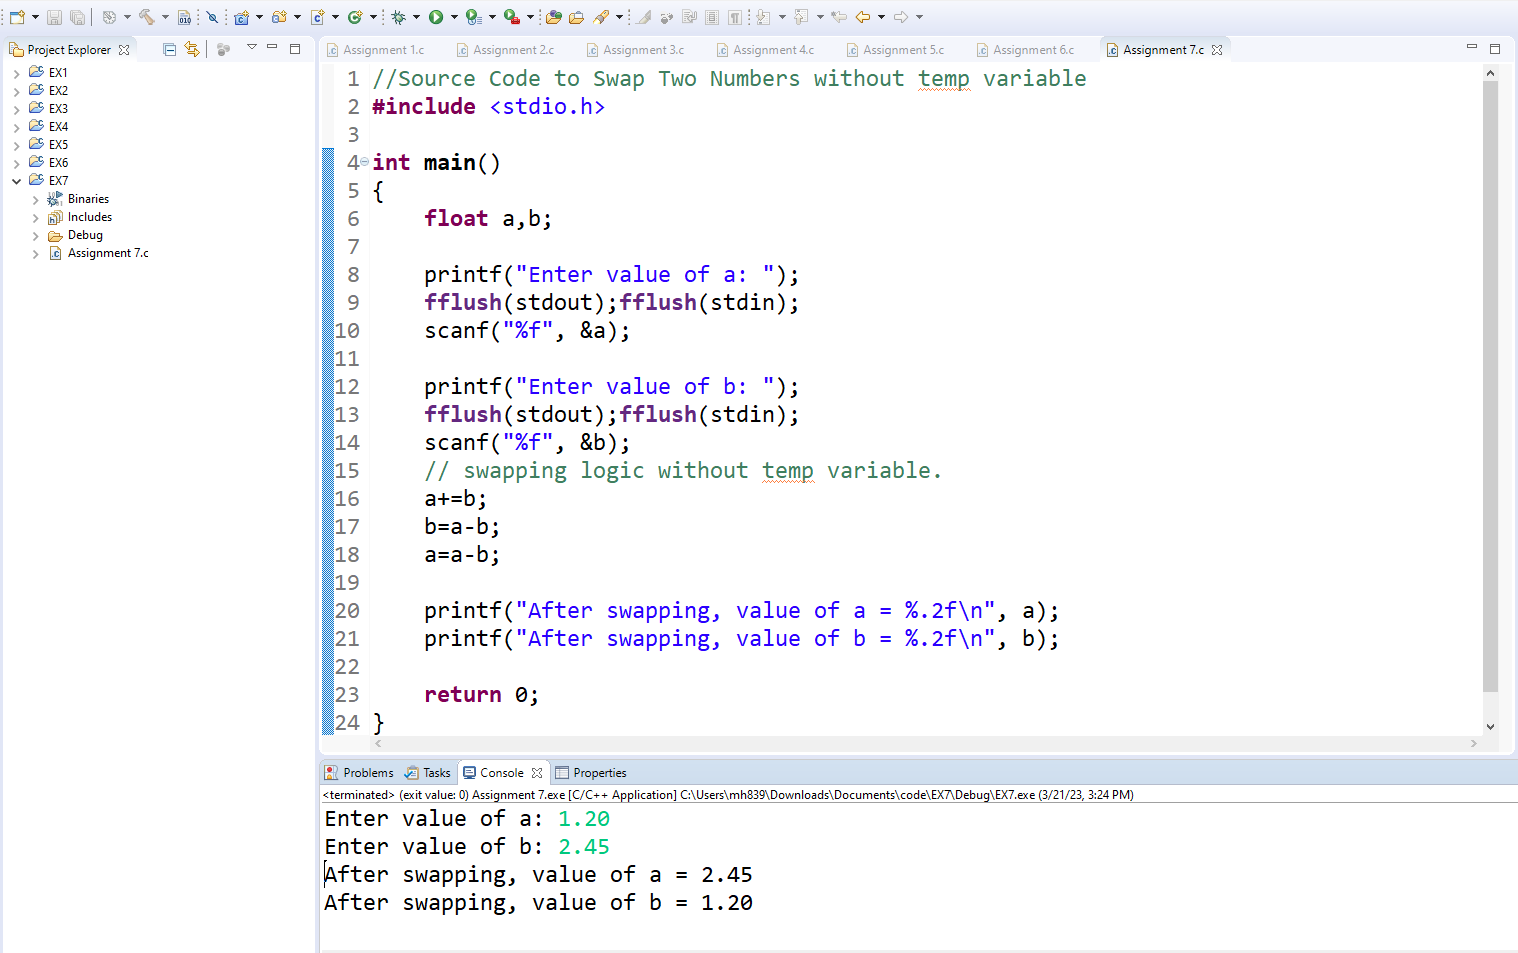 Project Explorer
EX1
EX2
EX3
EX4
EX5
EX6
EX7
Binaries
Includes
Debug
Assignment 7.c
Assignment 1.c
Assignment 2.c
Assignment 3.c
Assignment 4.c
Assignment 5.c
Assignment 6.c
Assignment 7.c
1 //Source Code to Swap Two Numbers without temp variable
2 #include <stdio.h>
3
4 int main()
5 {
6     float a,b;
7
8     printf("Enter value of a: ");
9     fflush(stdout);fflush(stdin);
10     scanf("%f", &a);
11
12     printf("Enter value of b: ");
13     fflush(stdout);fflush(stdin);
14     scanf("%f", &b);
15     // swapping logic without temp variable.
16     a+=b;
17     b=a-b;
18     a=a-b;
19
20     printf("After swapping, value of a = %.2f\n", a);
21     printf("After swapping, value of b = %.2f\n", b);
22
23     return 0;
24 }
Problems Tasks Console Properties
<terminated> (exit value: 0) Assignment 7.exe [C/C++ Application] C:\Users\mh839\Downloads\Documents\code\EX7\Debug\EX7.exe (3/21/23, 3:24 PM)
Enter value of a: 1.20
Enter value of b: 2.45
After swapping, value of a = 2.45
After swapping, value of b = 1.20